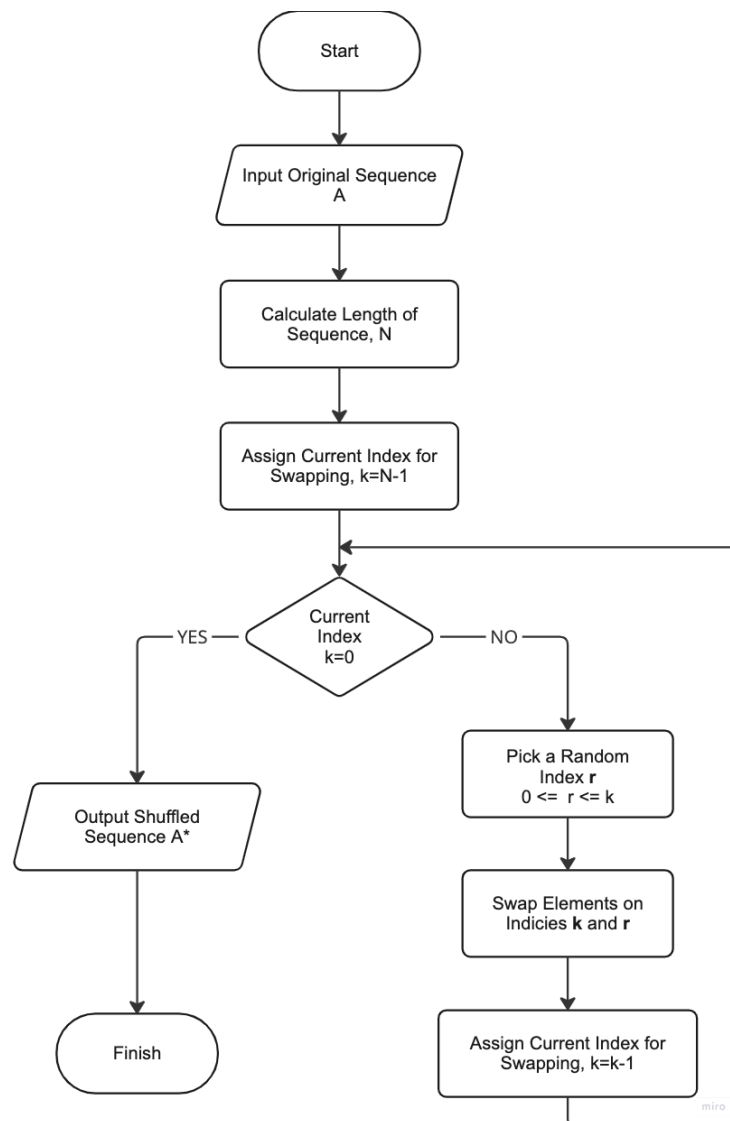 Start
Input Original Sequence
A
Calculate Length of
Sequence, N
Assign Current Index for
Swapping, k=N-1
Current
Index
k=0
YES
NO
Pick a Random
Index r
0 <= r <= k
Output Shuffled
Sequence A*
Swap Elements on
Indicies k and r
Finish
Assign Current Index for
Swapping, k=k-1
miro